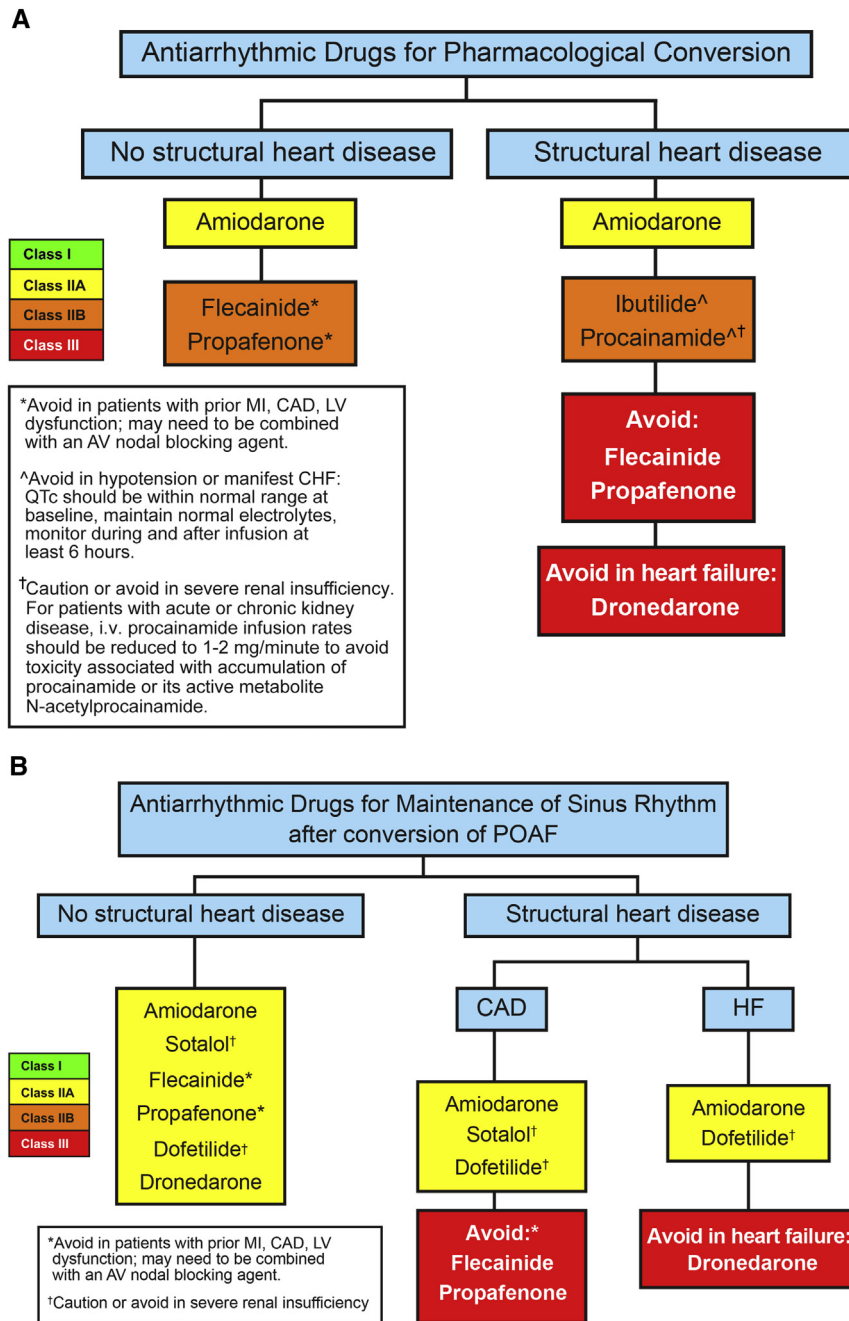 A
Antiarrhythmic Drugs for Pharmacological Conversion
No structural heart disease
Structural heart disease
Amiodarone
Amiodarone
Class I
Class IIA
Class IIB
Class III
Flecainide*
Propafenone*
Ibutilide^
Procainamide^†
*Avoid in patients with prior MI, CAD, LV
dysfunction; may need to be combined
with an AV nodal blocking agent.
^Avoid in hypotension or manifest CHF:
QTc should be within normal range at
baseline, maintain normal electrolytes,
monitor during and after infusion at
least 6 hours.
†Caution or avoid in severe renal insufficiency.
For patients with acute or chronic kidney
disease, i.v. procainamide infusion rates
should be reduced to 1-2 mg/minute to avoid
toxicity associated with accumulation of
procainamide or its active metabolite
N-acetylprocainamide.
Avoid:
Flecainide
Propafenone
Avoid in heart failure:
Dronedarone
B
Antiarrhythmic Drugs for Maintenance of Sinus Rhythm
after conversion of POAF
No structural heart disease
Structural heart disease
CAD
HF
Amiodarone
Sotalol†
Flecainide*
Propafenone*
Dofetilide†
Dronedarone
Class I
Class IIA
Class IIB
Class III
Amiodarone
Sotalol†
Dofetilide†
Amiodarone
Dofetilide†
Avoid:*
Flecainide
Propafenone
Avoid in heart failure:
Dronedarone
*Avoid in patients with prior MI, CAD, LV
dysfunction; may need to be combined
with an AV nodal blocking agent.
†Caution or avoid in severe renal insufficiency